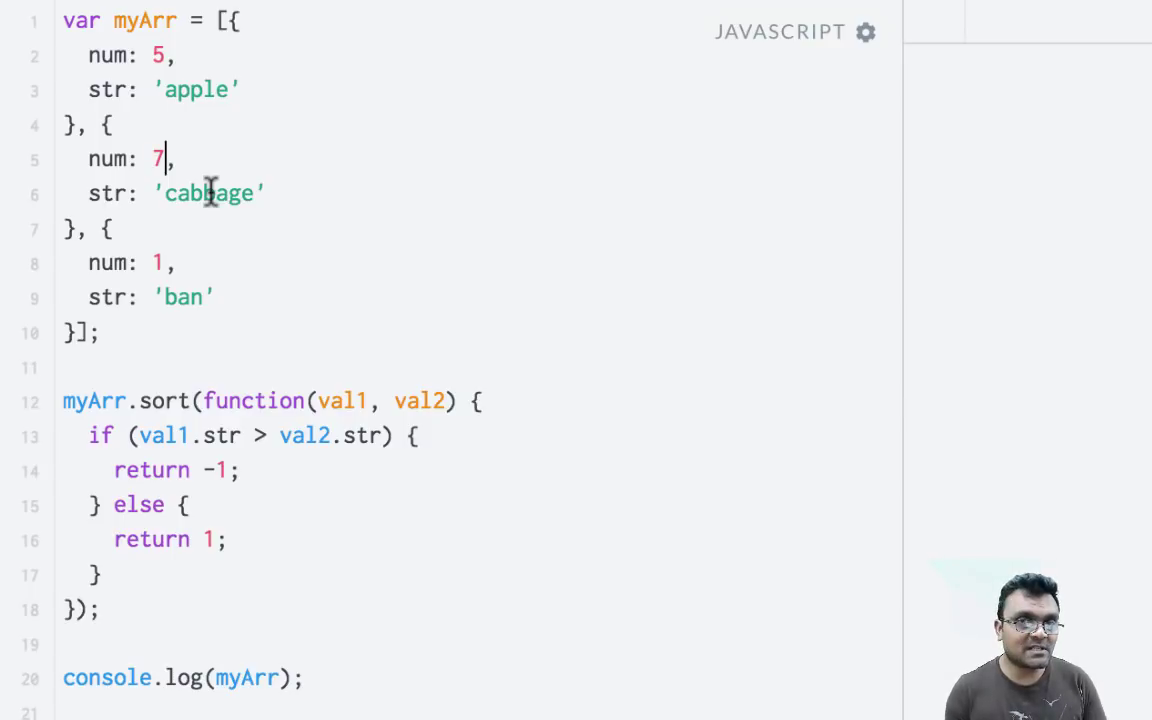 1 var myArr = [{
JAVASCRIPT
2   num: 5,
3   str: 'apple'
4 }, {
5   num: 7,
6   str: 'cabbage'
7 }, {
8   num: 1,
9   str: 'ban'
10 }];
11
12 myArr.sort(function(val1, val2) {
13   if (val1.str > val2.str) {
14     return -1;
15   } else {
16     return 1;
17   }
18 });
19
20 console.log(myArr);
21